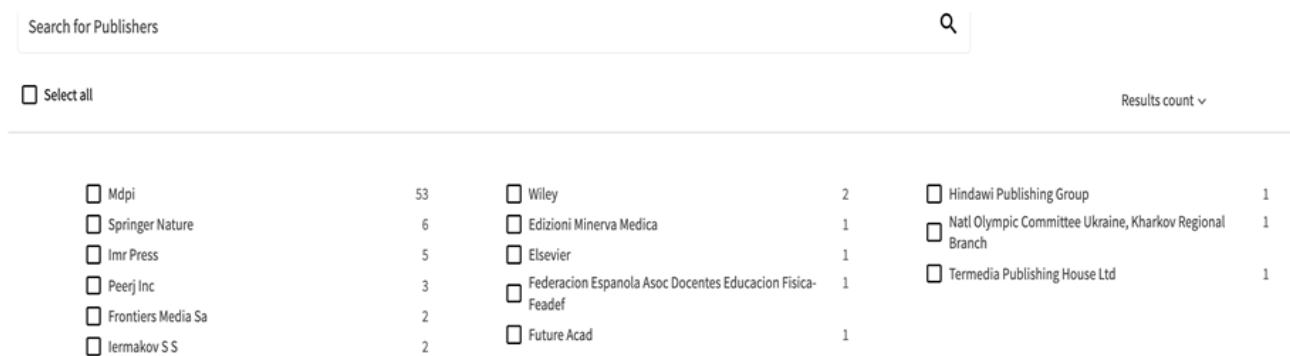 Search for Publishers
Select all
Results count
Mdpi 53
Springer Nature 6
Imr Press 5
Peerj Inc 3
Frontiers Media Sa 2
Iermakov S S 2
Wiley 2
Edizioni Minerva Medica 1
Elsevier 1
Federacion Espanola Asoc Docentes Educacion Fisica- 1
Feadef
Future Acad 1
Hindawi Publishing Group 1
Natl Olympic Committee Ukraine, Kharkov Regional 1
Branch
Termedia Publishing House Ltd 1